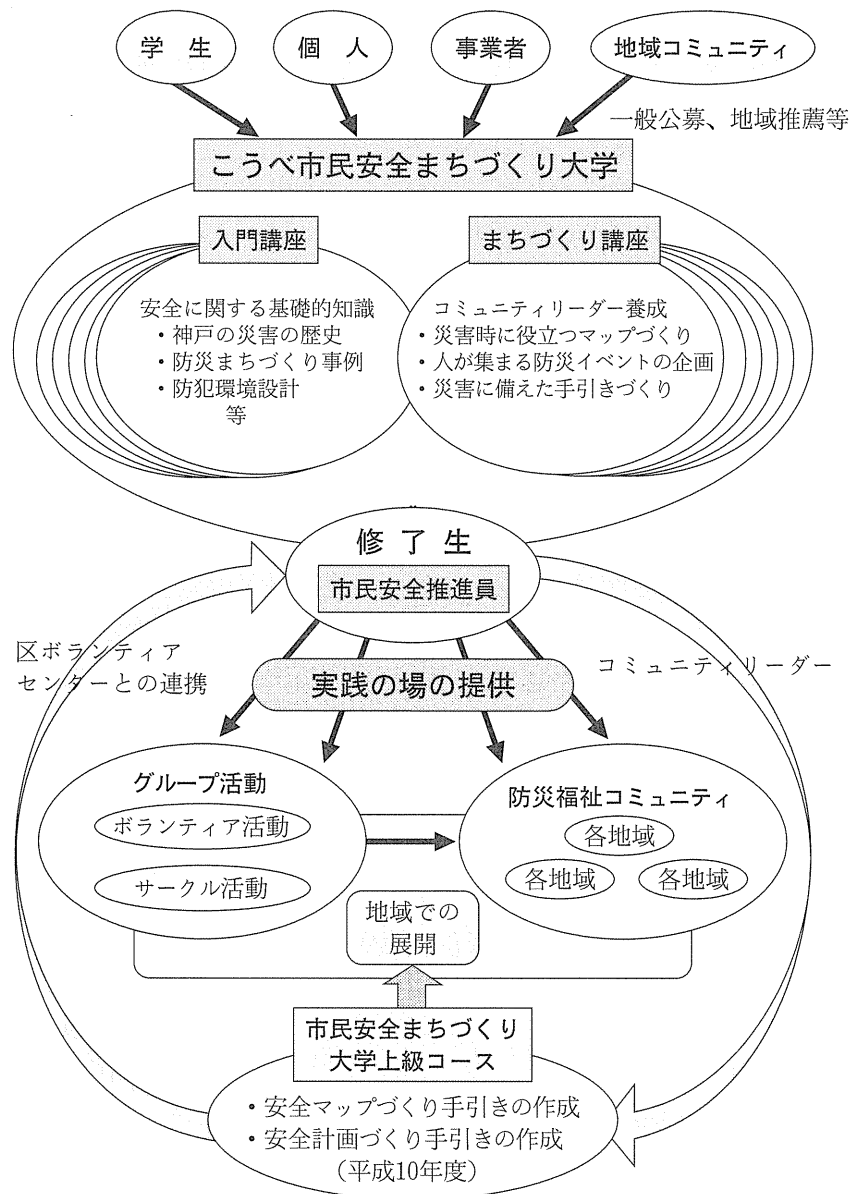 学 生
個 人
事業者
地域コミュニティ
一般公募、地域推薦等
こうべ市民安全まちづくり大学
入門講座
安全に関する基礎的知識
・神戸の災害の歴史
・防災まちづくり事例
・防犯環境設計
等
まちづくり講座
コミュニティリーダー養成
・災害時に役立つマップづくり
・人が集まる防災イベントの企画
・災害に備えた手引きづくり
修 了 生
市民安全推進員
区ボランティア
センターとの連携
実践の場の提供
コミュニティリーダー
グループ活動
ボランティア活動
サークル活動
防災福祉コミュニティ
各地域
各地域
各地域
地域での
展開
市民安全まちづくり
大学上級コース
・安全マップづくり手引きの作成
・安全計画づくり手引きの作成
(平成10年度)